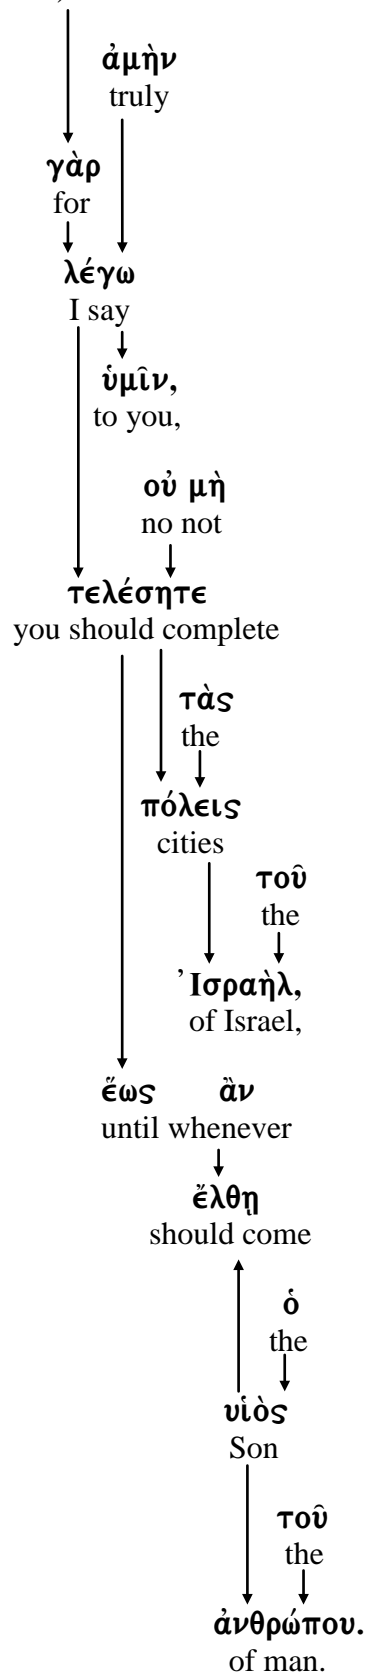 ἀμὴν
truly
γὰρ
for
λέγω
I say
ὑμῖν,
to you,
οὐ μὴ
no not
τελέσητε
you should complete
τὰς
the
πόλεις
cities
τοῦ
the
Ἰσραὴλ,
of Israel,
ἕως ἂν
until whenever
ἔλθῃ
should come
ὁ
the
υἱὸς
Son
τοῦ
the
ἀνθρώπου.
of man.